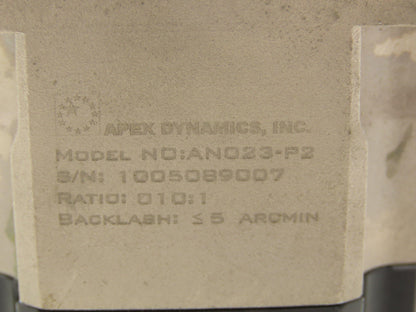 APEX DYNAMICS, INC.
MODEL NO:AN023-P2
S/N: 1005089007
RATIO: 010:1
BACKLASH: ≤5 ARCMIN